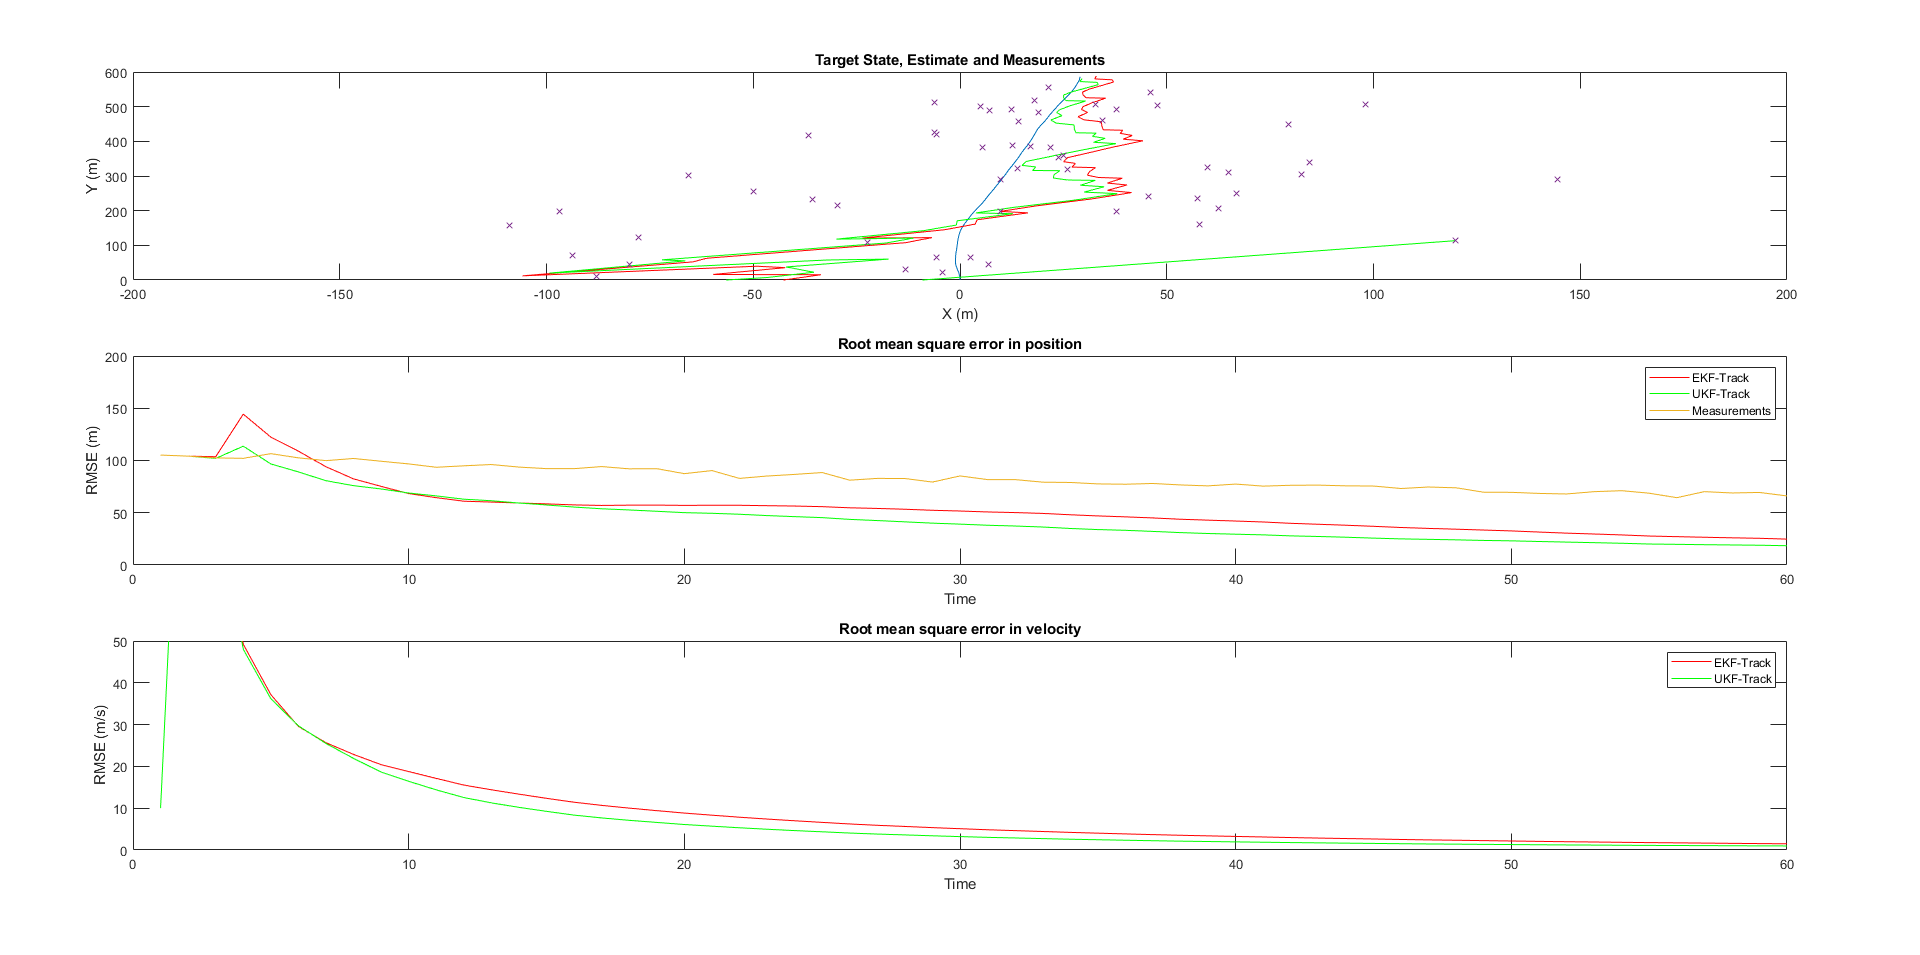 Target State, Estimate and Measurements
600
500
400
300
200
100
0
Y (m)
-200 -150 -100 -50 0 50 100 150 200
X (m)
Root mean square error in position
200
150
100
50
0
RMSE (m)
EKF-Track
UKF-Track
Measurements
0 10 20 30 40 50 60
Time
Root mean square error in velocity
50
40
30
20
10
0
RMSE (m/s)
EKF-Track
UKF-Track
0 10 20 30 40 50 60
Time